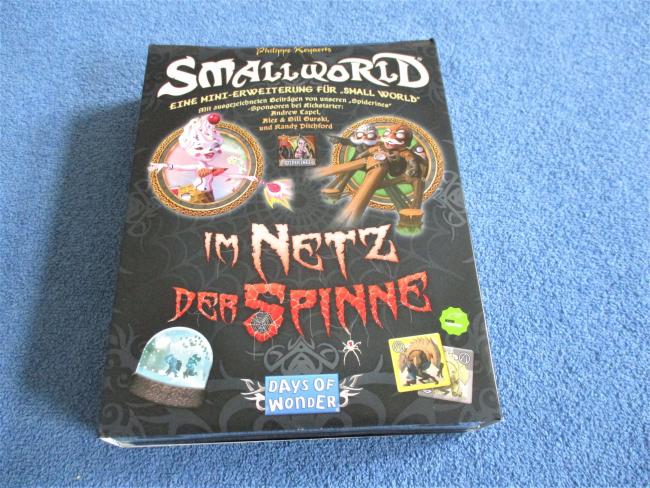 Philippe Keyaerts
SMALLWORLD
EINE MINI-ERWEITERUNG FÜR „SMALL WORLD"
Mit ausgezeichneten Beiträgen von unseren „Spiderines"
-Sponsoren bei Kickstarter:
Andrew Capel,
Alex & Bill Gurski,
und Randy Pitchford
IM NETZ
DER SPINNE
DAYS OF
WONDER